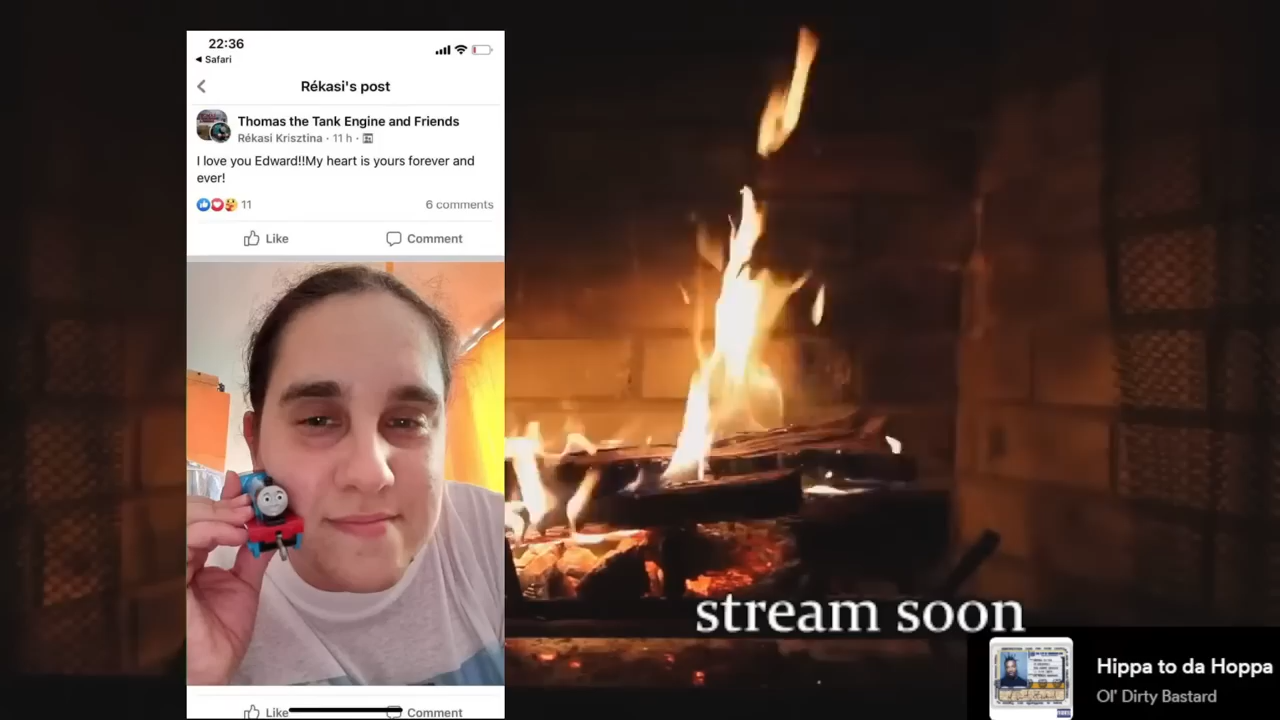 22:36
Safari
Rékasi's post
Thomas the Tank Engine and Friends
Rékasi Krisztina · 11 h ·
I love you Edward!!My heart is yours forever and
ever!
11
6 comments
Like
Comment
stream soon
Like
Comment
Hippa to da Hoppa
Ol' Dirty Bastard